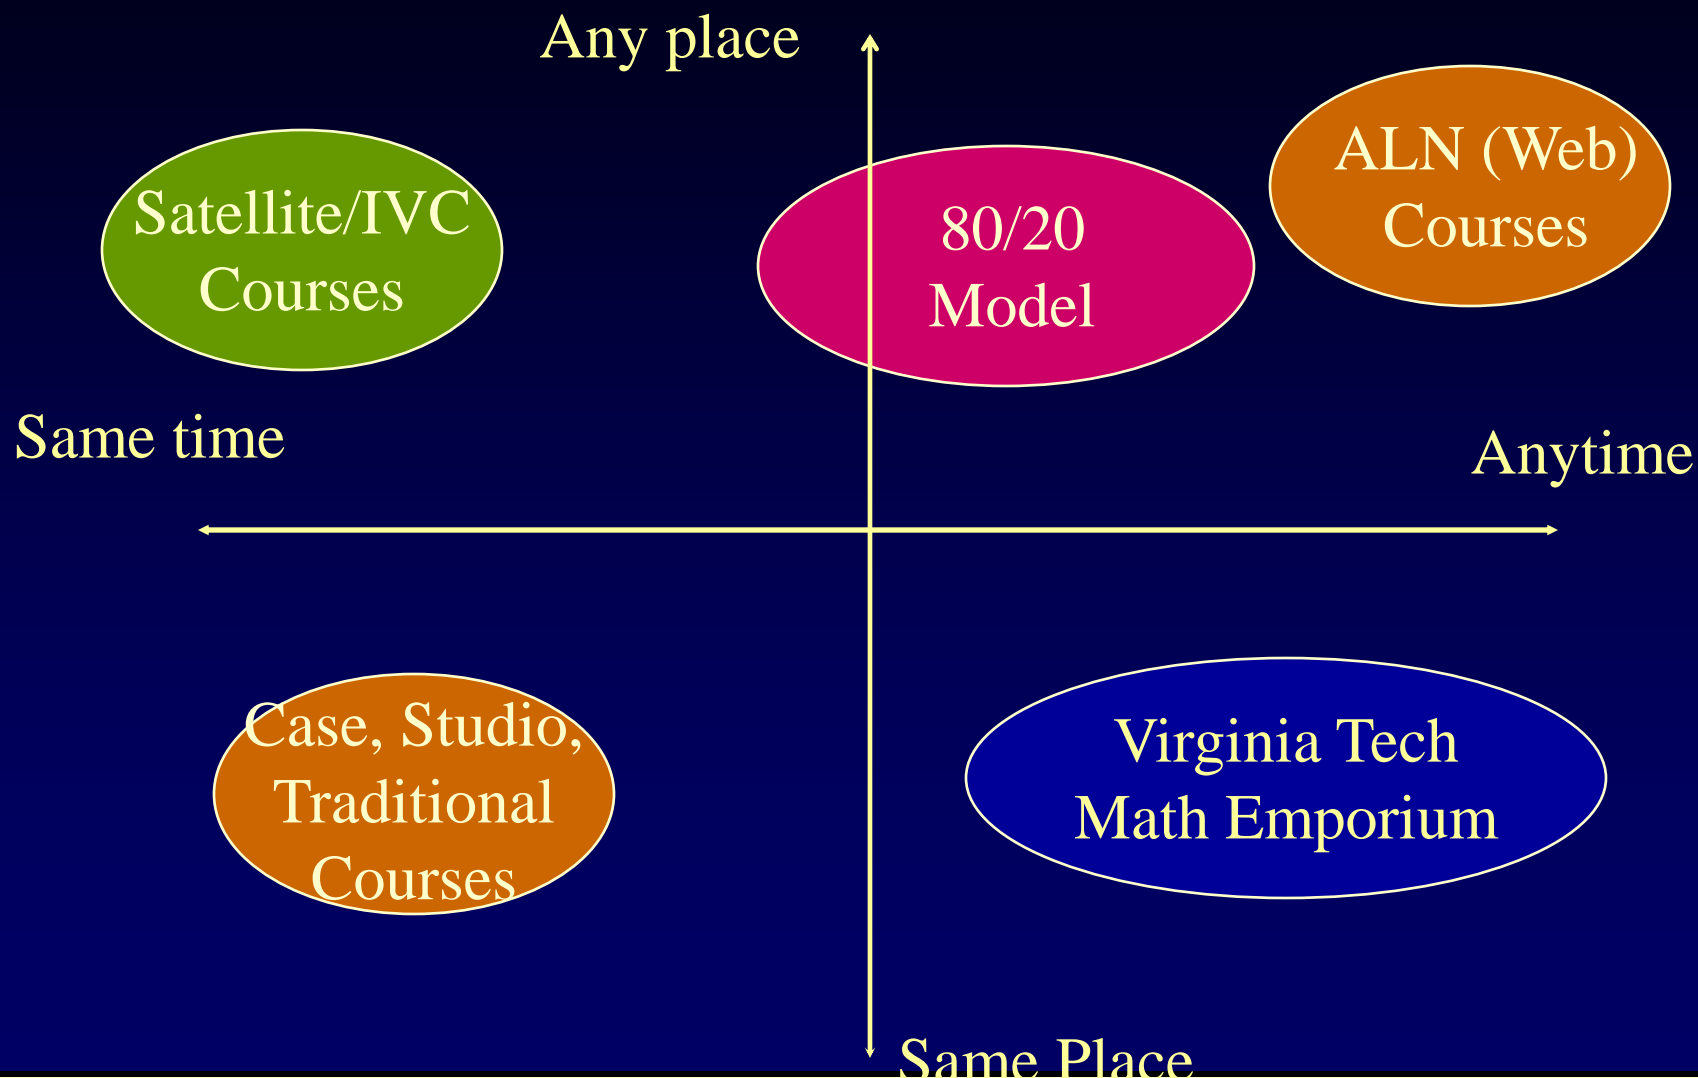 Any place
ALN (Web)
Courses
Satellite/IVC
Courses
80/20
Model
Same time
Anytime
Case, Studio,
Traditional
Courses
Virginia Tech
Math Emporium
Same Place